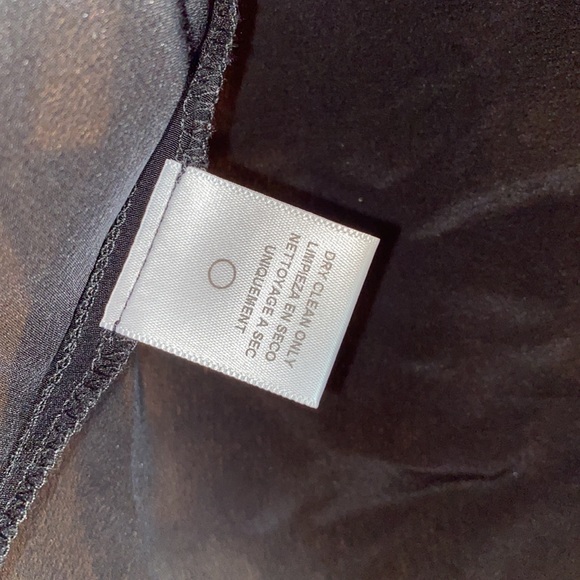 DRY CLEAN ONLY
LIMPIEZA EN SECO
NETTOYAGE A SEC
UNIQUEMENT